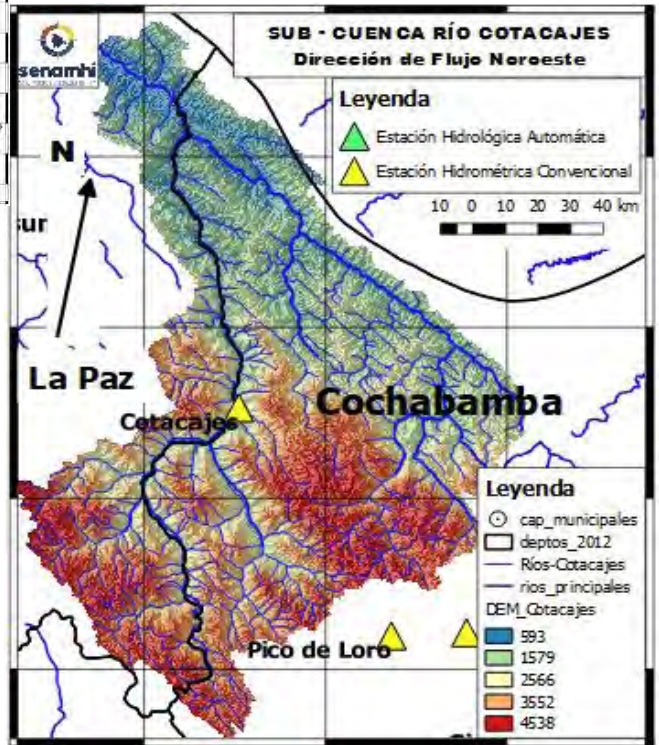 SUB - CUENCA RÍO COTACAJES
Dirección de Flujo Noroeste
senamhi
Leyenda
Estación Hidrológica Automática
Estación Hidrométrica Convencional
10 0 10 20 30 40 km
N
sur
La Paz
Cochabamba
Cotacajes
Leyenda
cap_municipales
deptos_2012
Ríos-Cotacajes
rios_principales
DEM_Cotacajes
593
1579
2566
3552
4538
Pico de Loro